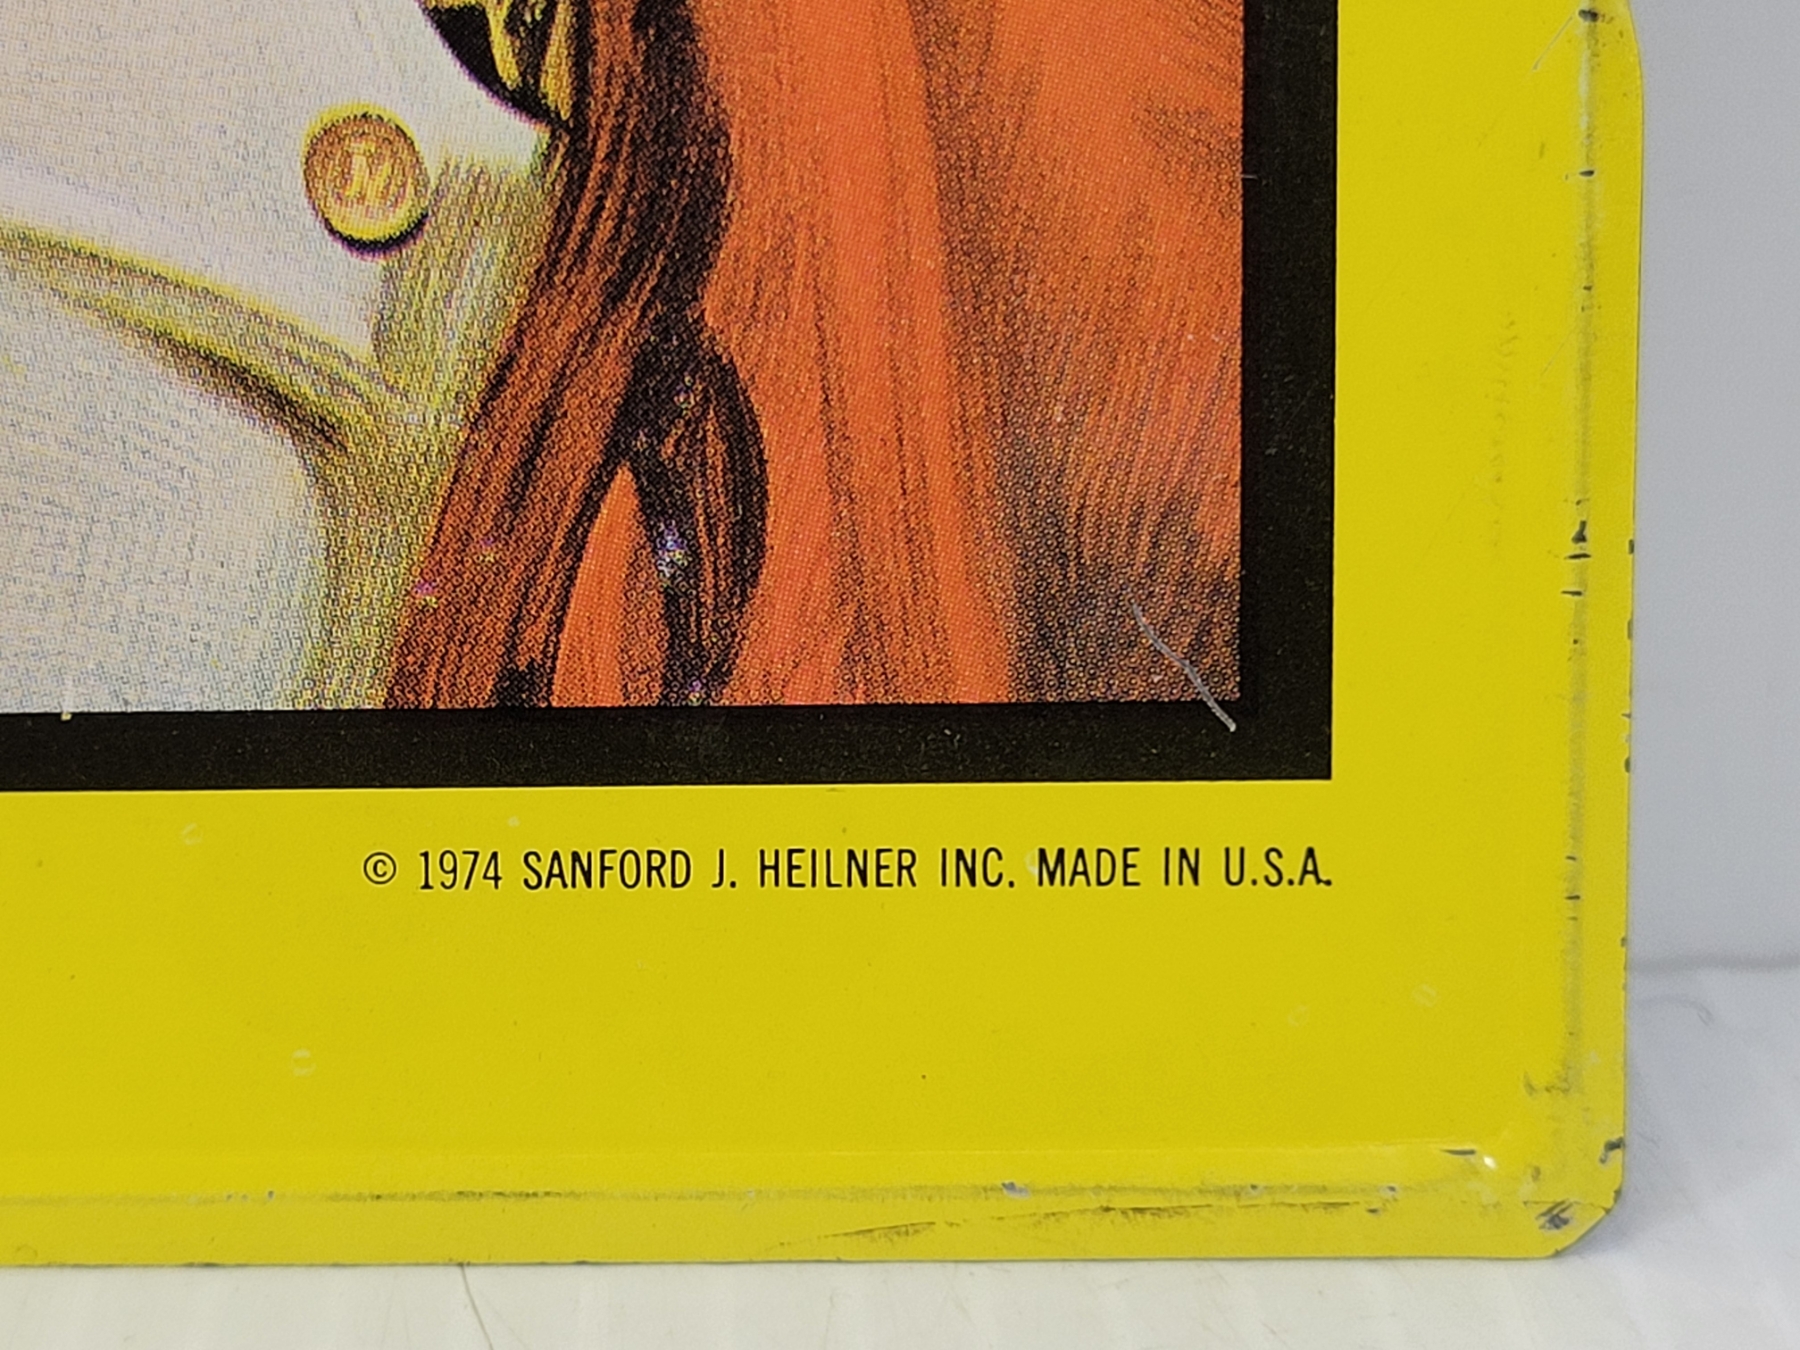 © 1974 SANFORD J. HEILNER INC. MADE IN U.S.A.